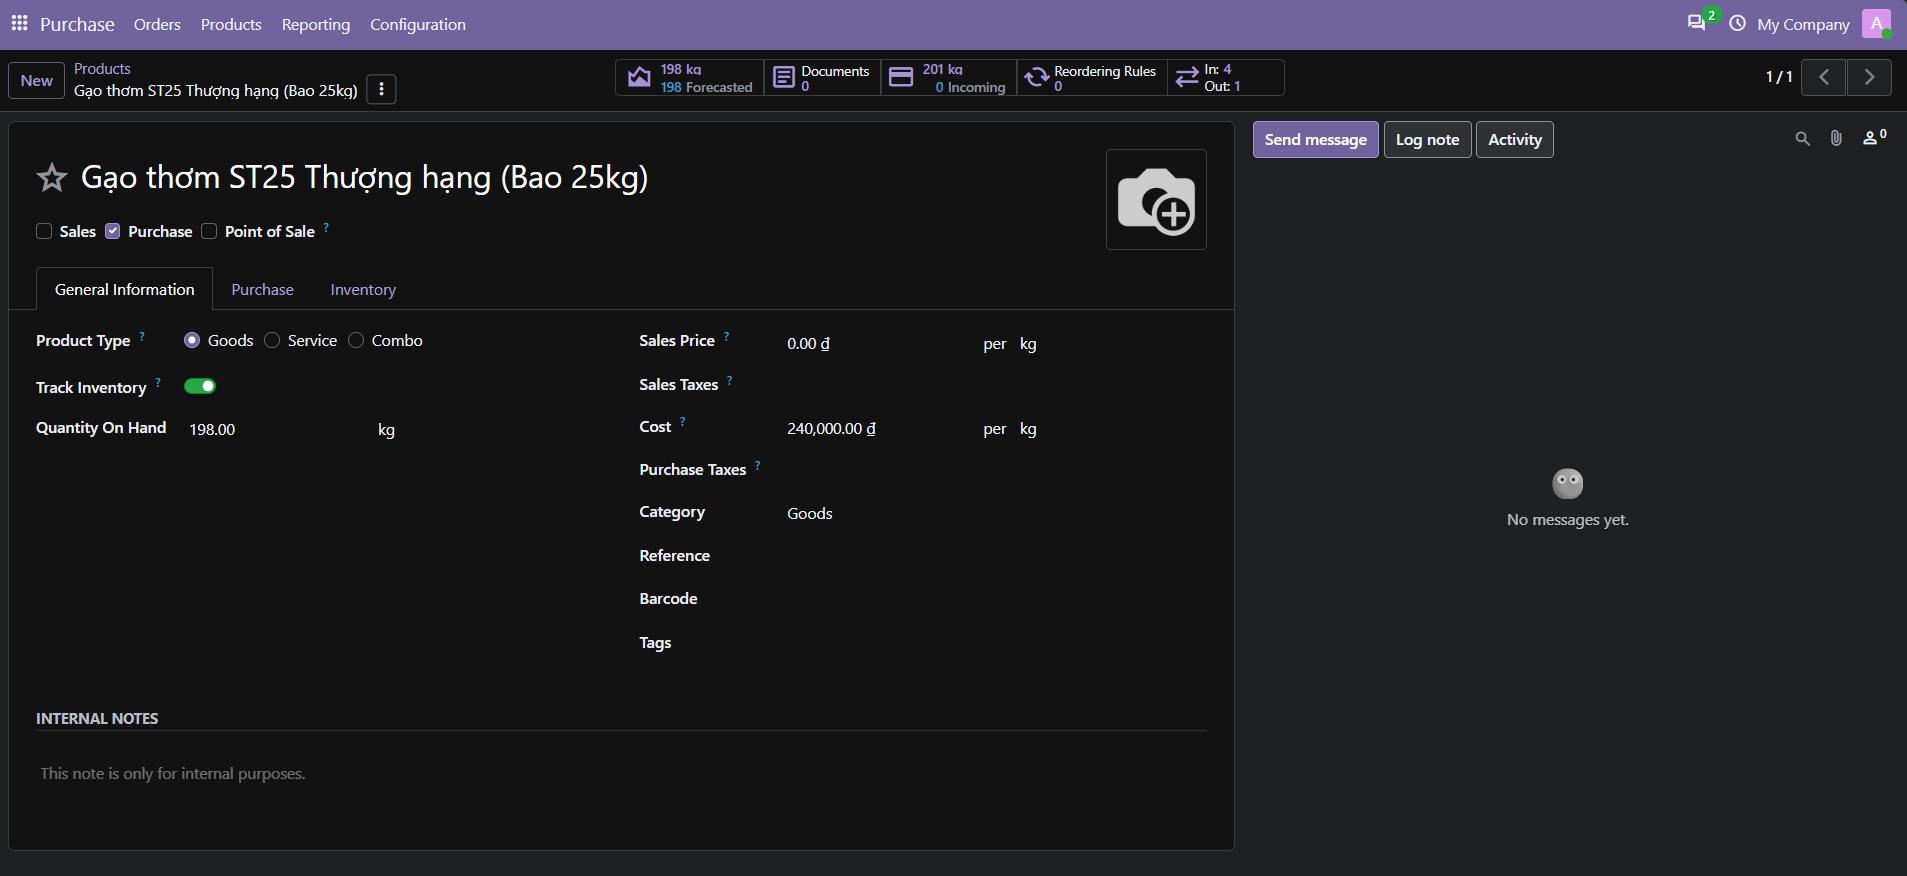 Purchase Orders Products Reporting Configuration 2 My Company A
New Products
Gạo thơm ST25 Thượng hạng (Bao 25kg)
198 kg
198 Forecasted
Documents
0
201 kg
0 Incoming
Reordering Rules
0
In: 4
Out: 1
1 / 1
Send message Log note Activity 0
Gạo thơm ST25 Thượng hạng (Bao 25kg)
Sales Purchase Point of Sale ?
General Information Purchase Inventory
Product Type ? Goods Service Combo
Track Inventory ?
Quantity On Hand 198.00 kg
Sales Price ? 0.00 ₫ per kg
Sales Taxes ?
Cost ? 240,000.00 ₫ per kg
Purchase Taxes ?
Category Goods
Reference
Barcode
Tags
INTERNAL NOTES
This note is only for internal purposes.
No messages yet.